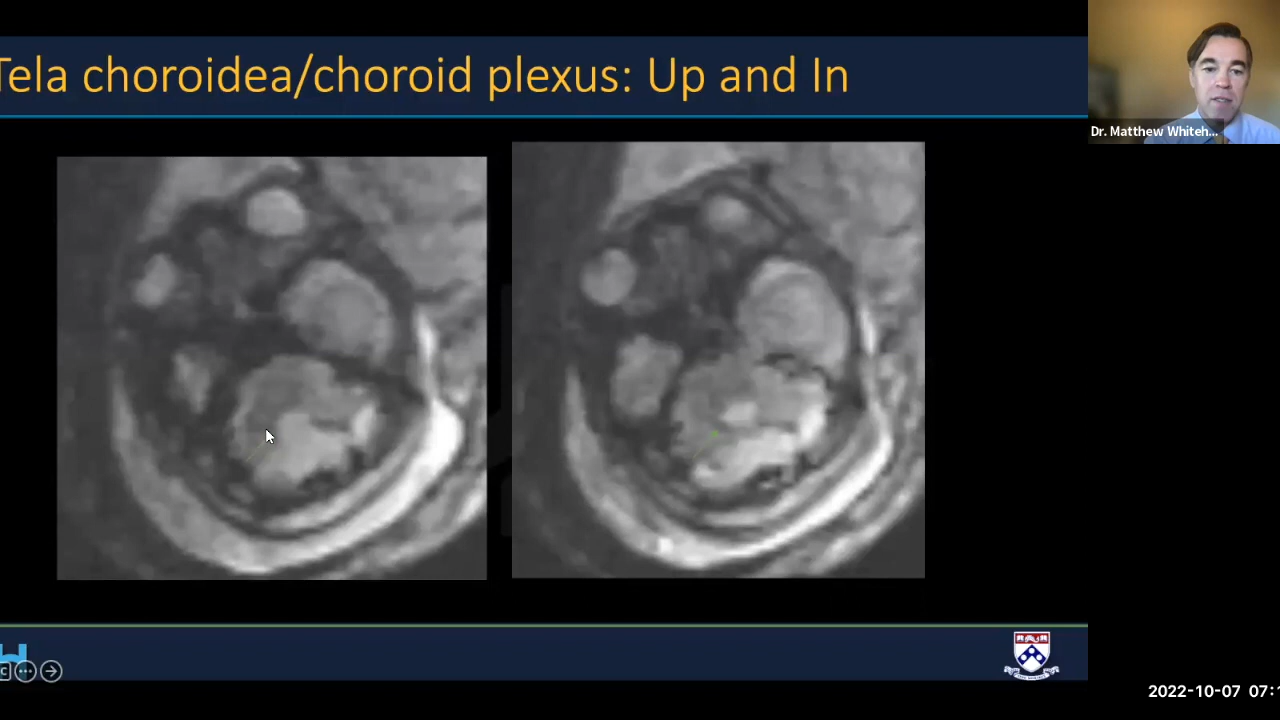 Tela choroidea/choroid plexus: Up and In
Dr. Matthew Whiteh...
2022-10-07 07:1